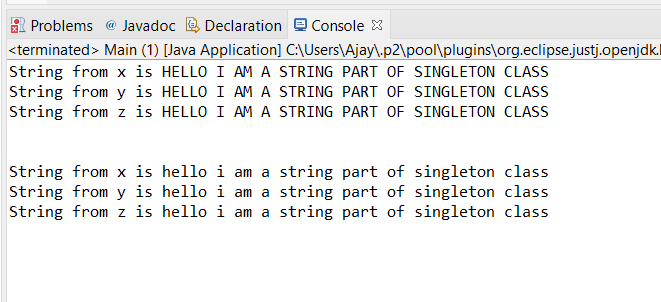 Problems @ Javadoc Declaration Console
<terminated> Main (1) [Java Application] C:\Users\Ajay\.p2\pool\plugins\org.eclipse.justj.openjdk.
String from x is HELLO I AM A STRING PART OF SINGLETON CLASS
String from y is HELLO I AM A STRING PART OF SINGLETON CLASS
String from z is HELLO I AM A STRING PART OF SINGLETON CLASS
String from x is hello i am a string part of singleton class
String from y is hello i am a string part of singleton class
String from z is hello i am a string part of singleton class